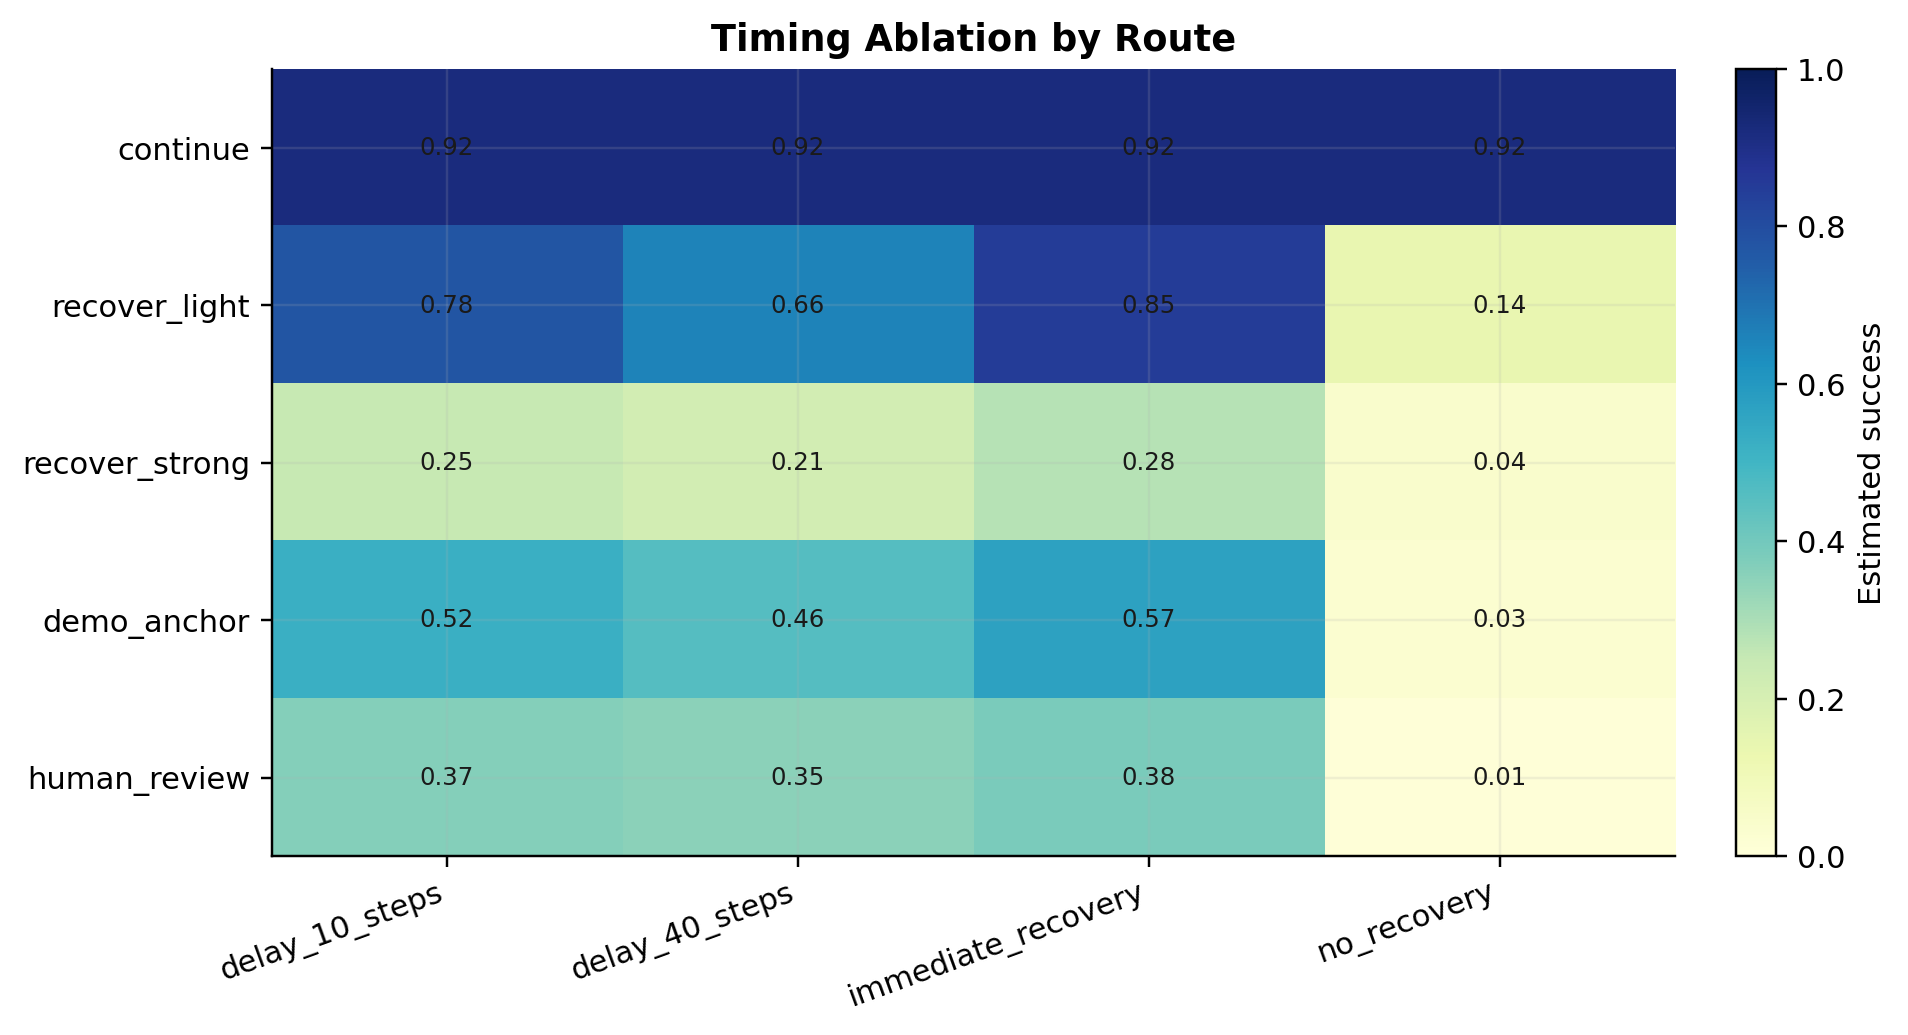 Timing Ablation by Route
continue
0.92 0.92 0.92 0.92
recover_light
0.78 0.66 0.85 0.14
recover_strong
0.25 0.21 0.28 0.04
demo_anchor
0.52 0.46 0.57 0.03
human_review
0.37 0.35 0.38 0.01
delay_10_steps
delay_40_steps
immediate_recovery
no_recovery
1.0
0.8
0.6
0.4
0.2
0.0
Estimated success